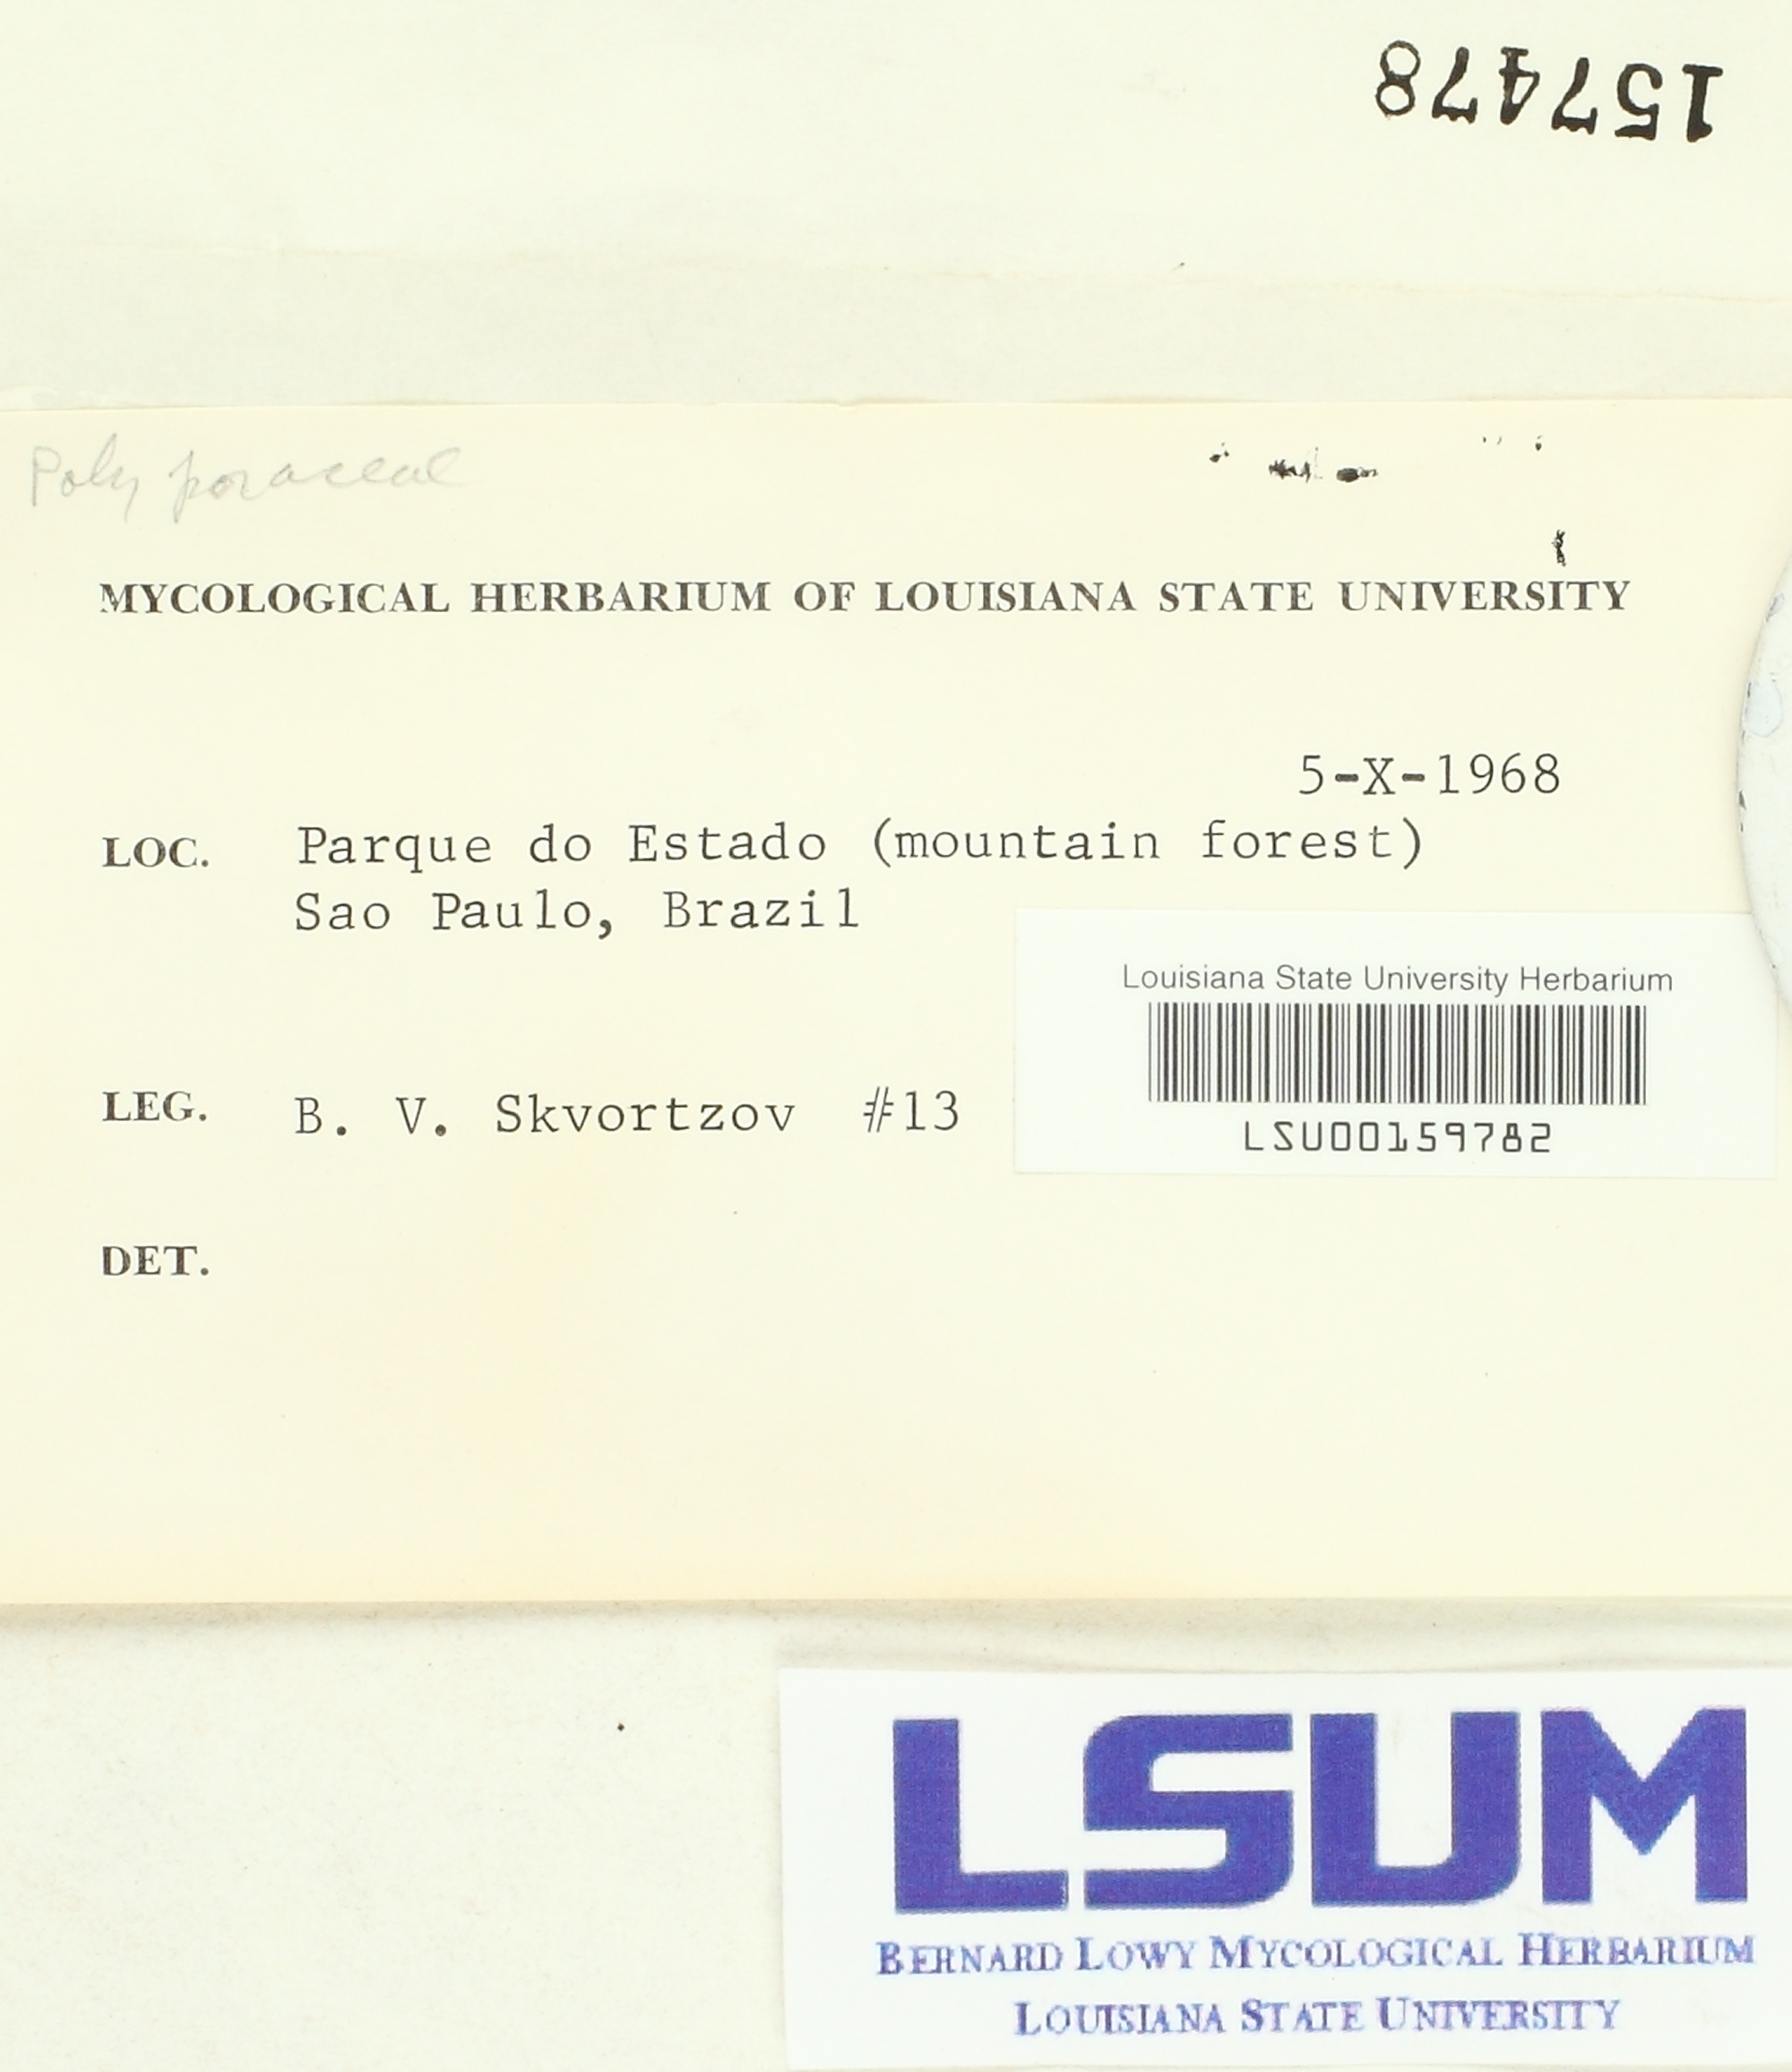 157478
Polyporaceae
MYCOLOGICAL HERBARIUM OF LOUISIANA STATE UNIVERSITY
5-X-1968
LOC. Parque do Estado (mountain forest)
Sao Paulo, Brazil
Louisiana State University Herbarium
LSU00159782
LEG. B. V. Skvortzov #13
DET.
LSUM
BERNARD LOWY MYCOLOGICAL HERBARIUM
LOUISIANA STATE UNIVERSITY